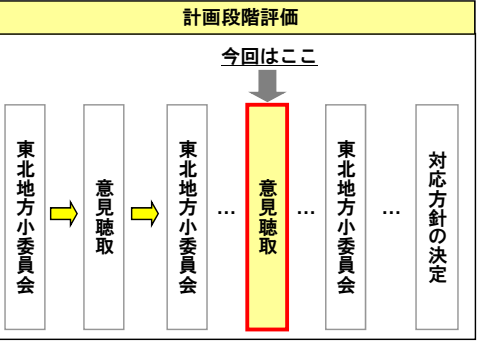 計画段階評価
今回はここ
東北地方小委員会
意見聴取
東北地方小委員会
…
意見聴取
…
東北地方小委員会
…
対応方針の決定